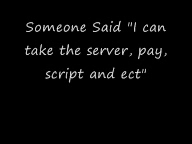 Someone Said "I can
take the server, pay,
script and ect"